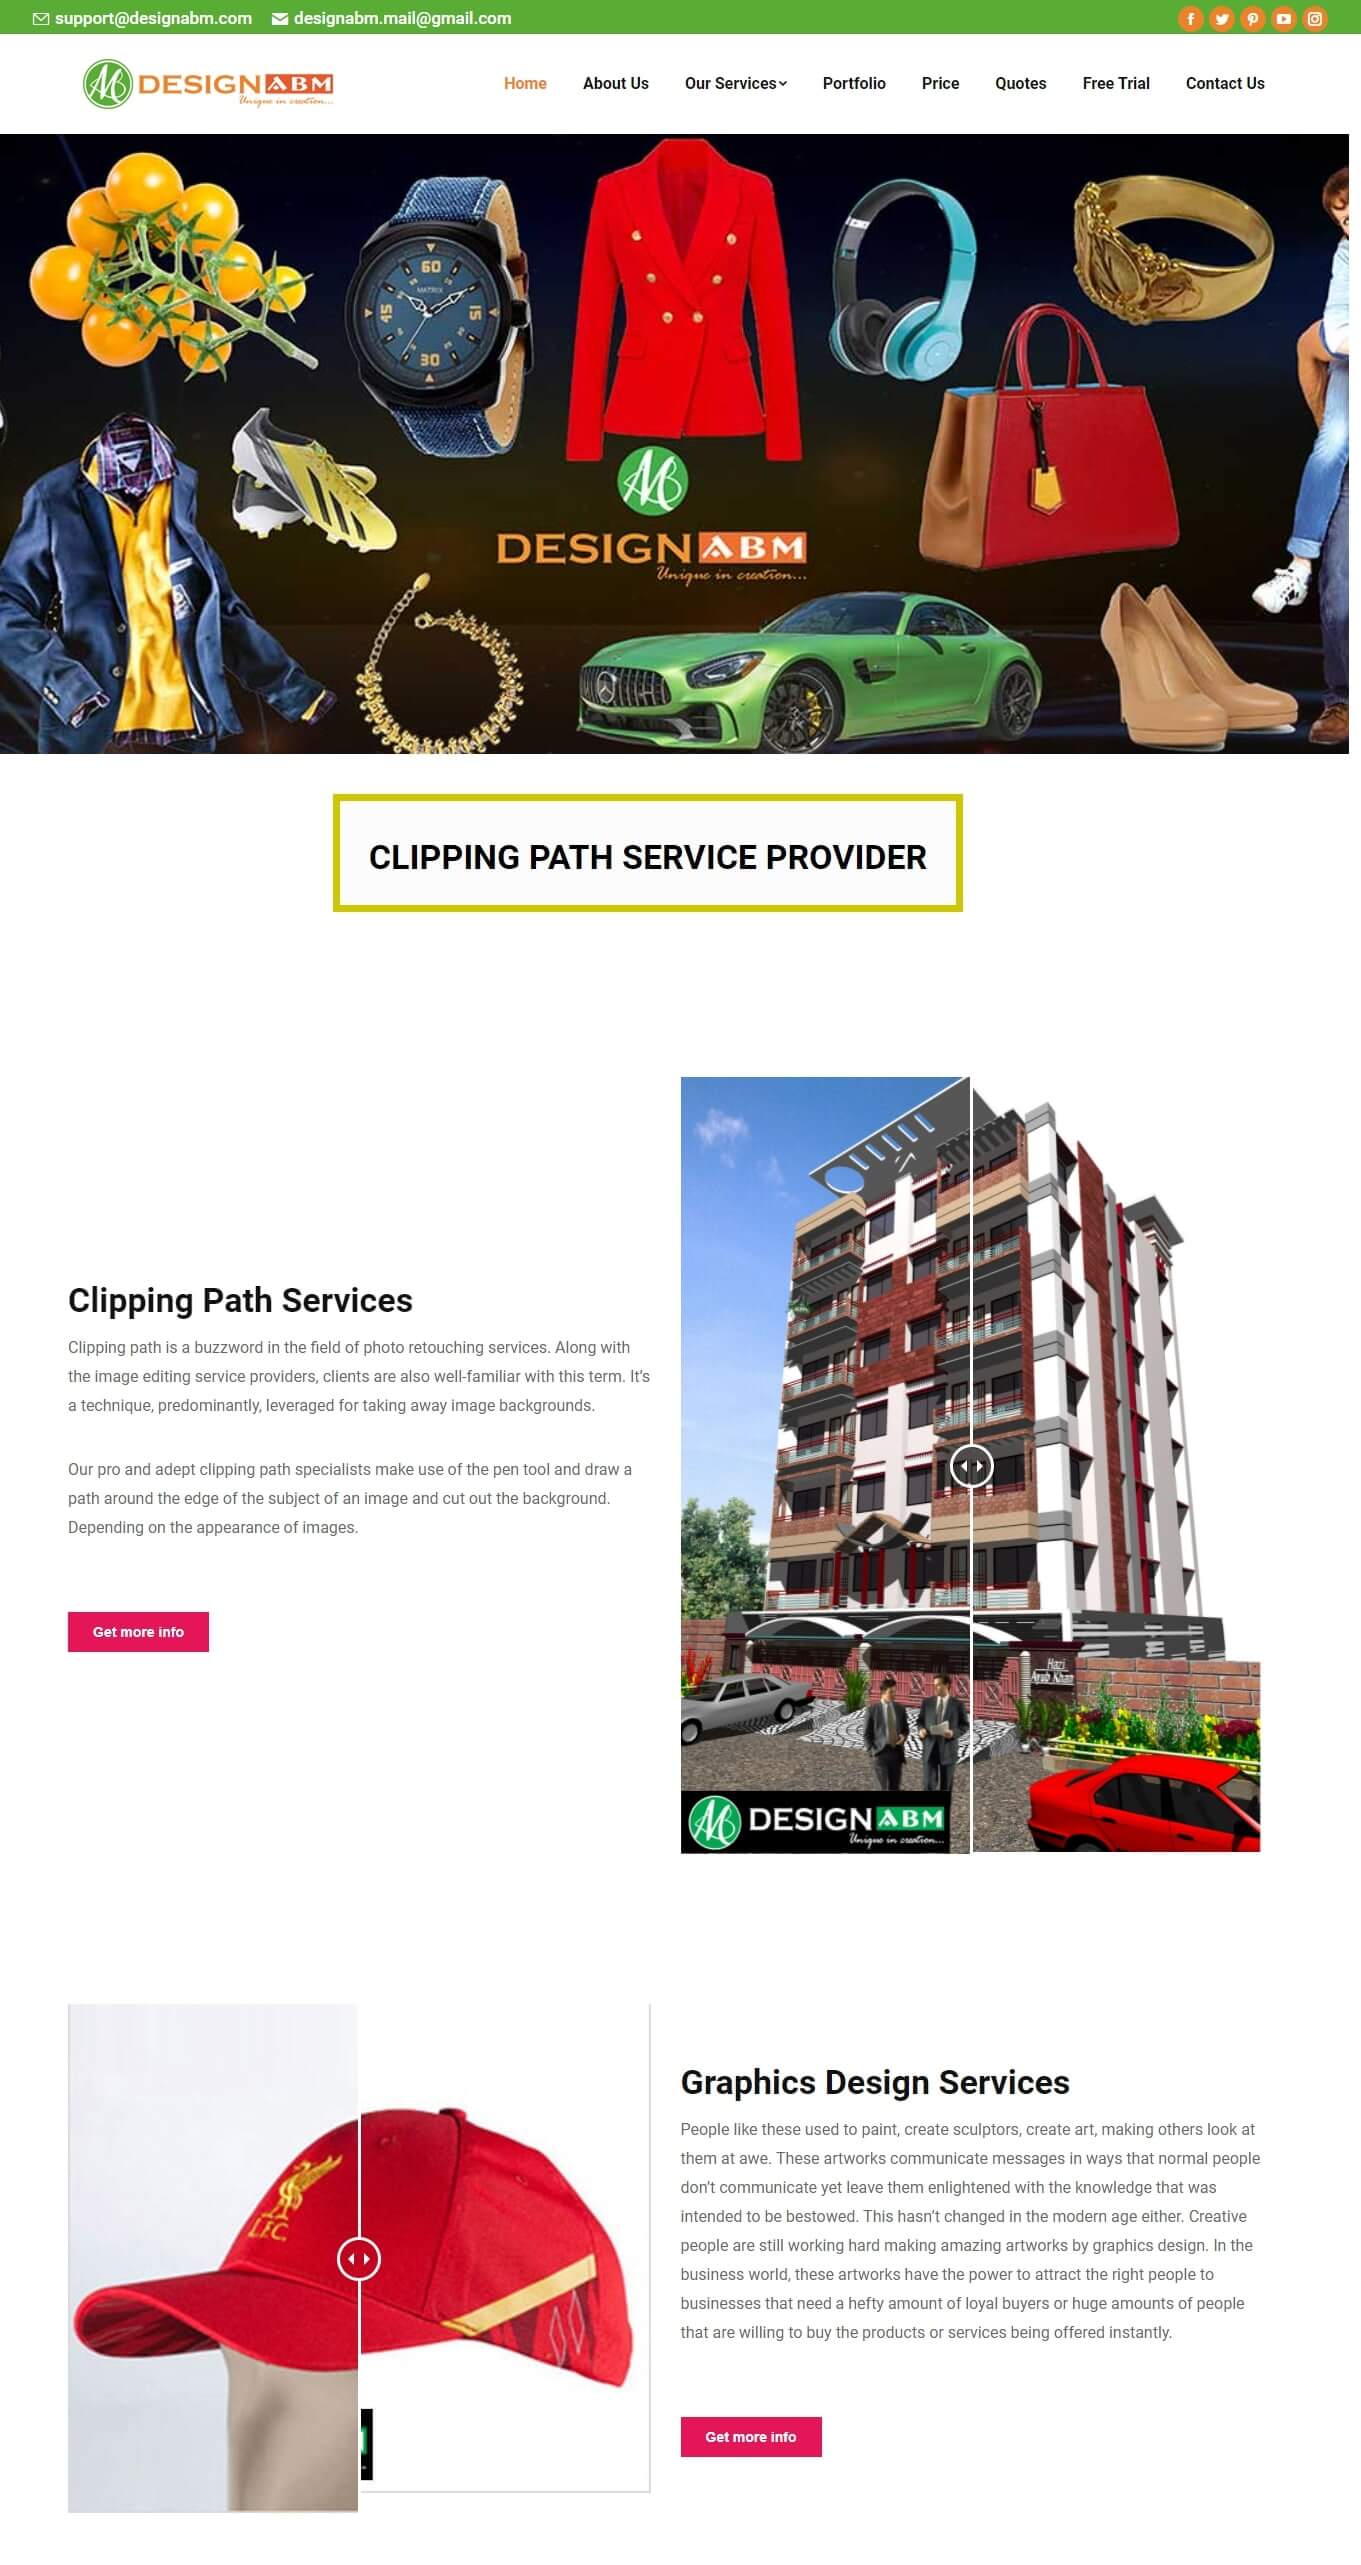 support@designabm.com designabm.mail@gmail.com
DESIGN ABM
Unique in creation...
Home About Us Our Services Portfolio Price Quotes Free Trial Contact Us
60
MATRIX
45
15
30
DESIGN ABM
Unique in creation...
CLIPPING PATH SERVICE PROVIDER
Clipping Path Services
Clipping path is a buzzword in the field of photo retouching services. Along with
the image editing service providers, clients are also well-familiar with this term. It’s
a technique, predominantly, leveraged for taking away image backgrounds.
Our pro and adept clipping path specialists make use of the pen tool and draw a
path around the edge of the subject of an image and cut out the background.
Depending on the appearance of images.
Get more info
Hazi
Ayub Khan
DESIGN ABM
Unique in creation...
L.F.C.
Graphics Design Services
People like these used to paint, create sculptors, create art, making others look at
them at awe. These artworks communicate messages in ways that normal people
don’t communicate yet leave them enlightened with the knowledge that was
intended to be bestowed. This hasn’t changed in the modern age either. Creative
people are still working hard making amazing artworks by graphics design. In the
business world, these artworks have the power to attract the right people to
businesses that need a hefty amount of loyal buyers or huge amounts of people
that are willing to buy the products or services being offered instantly.
Get more info